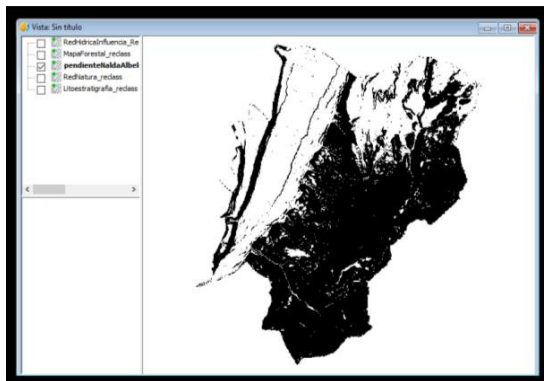 Vista: Sin título
RedHidricaInfluencia_Re
MapaForestal_reclass
pendienteNaldaAlbel
RedNatura_reclass
Litoestratigrafia_reclass